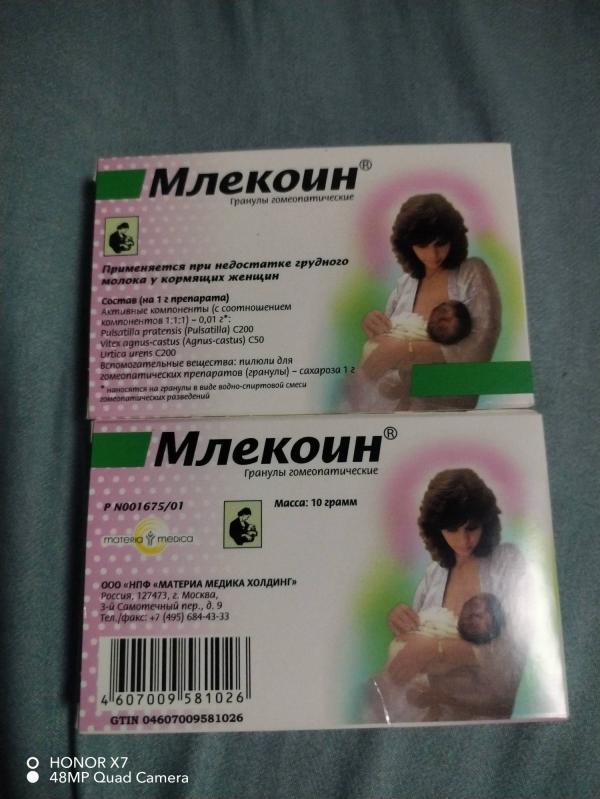 Млекоин®
Гранулы гомеопатические
Применяется при недостатке грудного
молока у кормящих женщин
Состав (на 1 г препарата)
Активные компоненты (с соотношением
компонентов 1:1:1) – 0,01 г*:
Pulsatilla pratensis (Pulsatilla) C200
Vitex agnus-castus (Agnus-castus) C50
Urtica urens C200
Вспомогательные вещества: пилюли для
гомеопатических препаратов (гранулы) – сахароза 1 г
* наносятся на гранулы в виде водно-спиртовой смеси
гомеопатических разведений
Млекоин®
Гранулы гомеопатические
Р N001675/01
Масса: 10 грамм
materia medica
ООО «НПФ «МАТЕРИА МЕДИКА ХОЛДИНГ»
Россия, 127473, г. Москва,
3-й Самотечный пер., д. 9
Тел./факс: +7 (495) 684-43-33
4 607009 581026
GTIN 04607009581026
HONOR X7
48MP Quad Camera